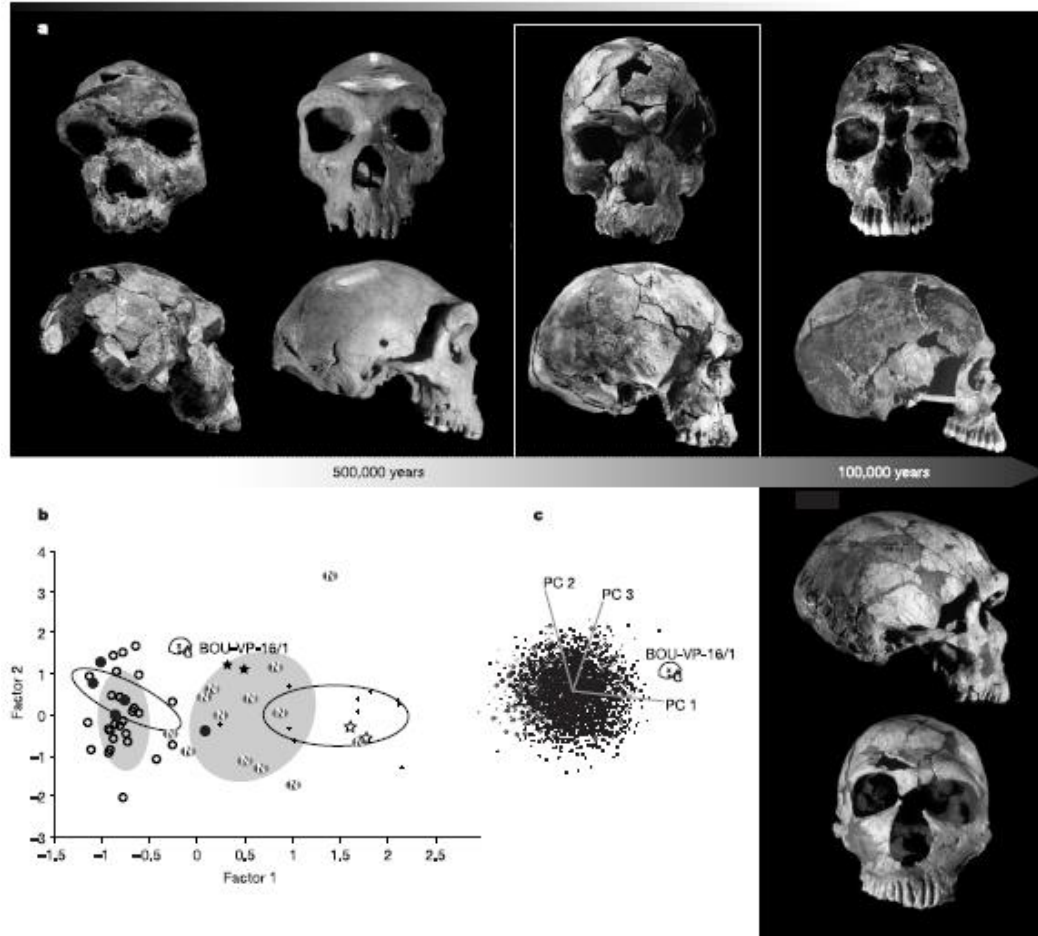 a
500,000 years
100,000 years
b
4
3
2
1
0
–1
–2
–3
–1.5
–1
–0.5
0
0.5
1
1.5
2
2.5
Factor 2
Factor 1
BOU-VP-16/1
N
N
N
N
N
N
N
N
N
N
N
N
N
c
PC 2
PC 3
BOU-VP-16/1
PC 1